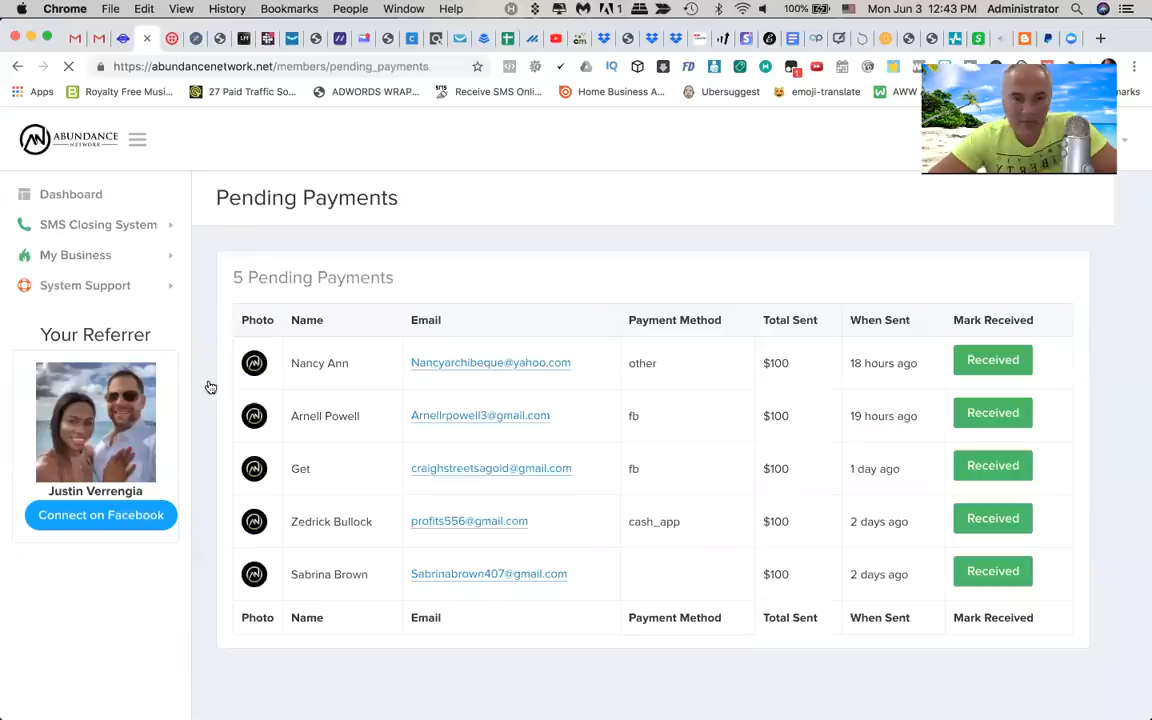 Chrome File Edit View History Bookmarks People Window Help 1 100% Mon Jun 3 12:43 PM Administrator
https://abundancenetwork.net/members/pending_payments
Apps Royalty Free Musi... 27 Paid Traffic So... ADWORDS WRAP... Receive SMS Onli... Home Business A... Ubersuggest emoji-translate AWW
ABUNDANCE
NETWORK
Dashboard
SMS Closing System
My Business
System Support
Your Referrer
Justin Verrengia
Connect on Facebook
Pending Payments
5 Pending Payments
Photo Name Email Payment Method Total Sent When Sent Mark Received
Nancy Ann Nancyarchibeque@yahoo.com other $100 18 hours ago Received
Arnell Powell Arnellrpowell3@gmail.com fb $100 19 hours ago Received
Get craighstreetsagold@gmail.com fb $100 1 day ago Received
Zedrick Bullock profits556@gmail.com cash_app $100 2 days ago Received
Sabrina Brown Sabrinabrown407@gmail.com $100 2 days ago Received
Photo Name Email Payment Method Total Sent When Sent Mark Received